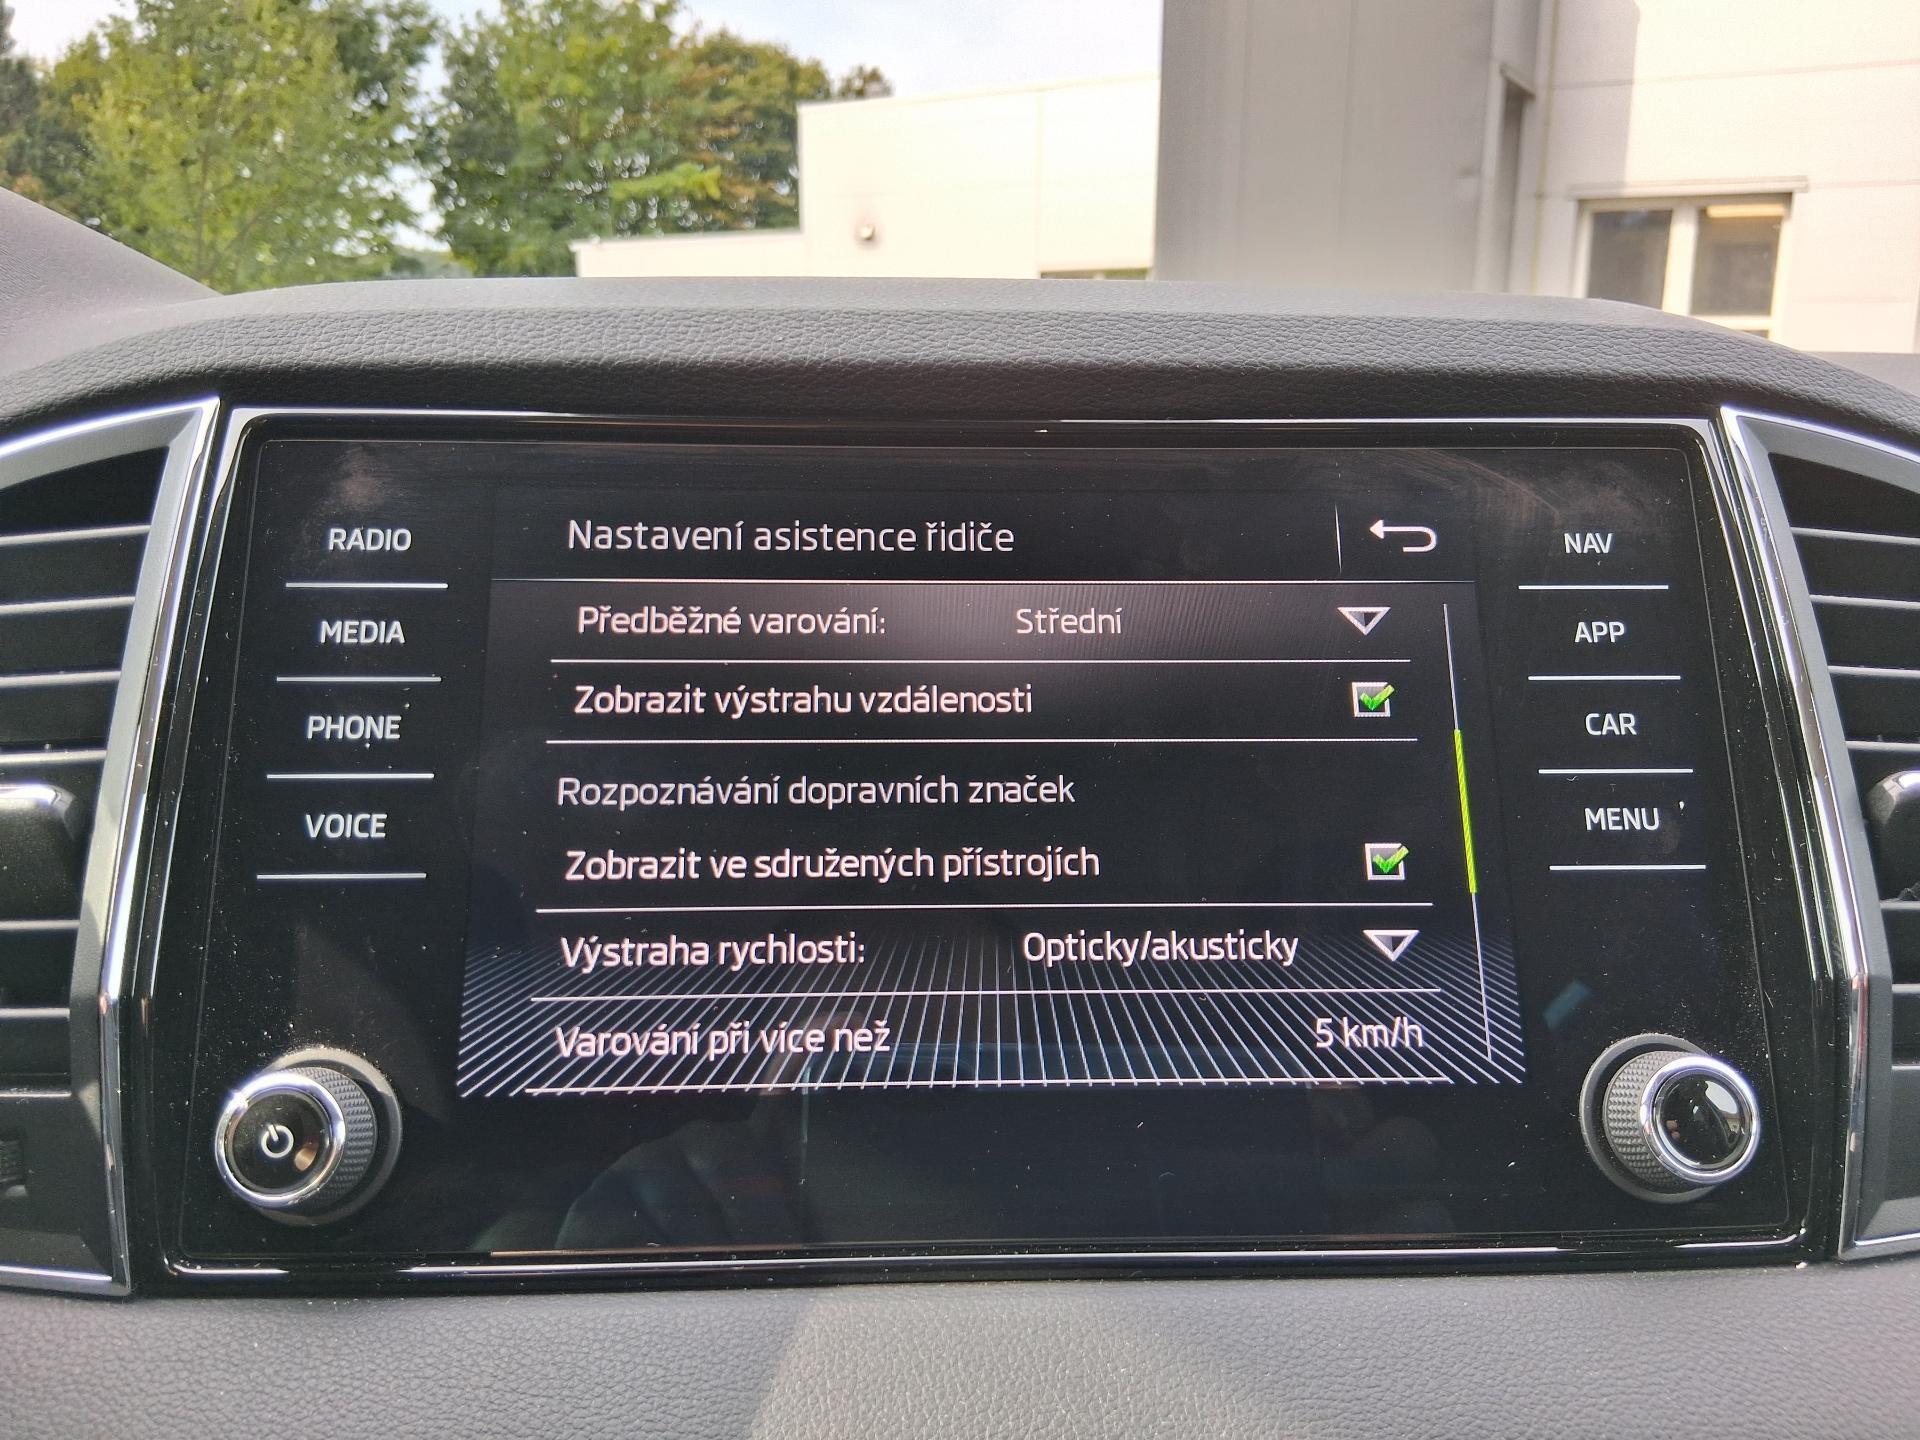 RADIO
MEDIA
PHONE
VOICE
Nastavení asistence řidiče
Předběžné varování: Střední
Zobrazit výstrahu vzdálenosti
Rozpoznávání dopravních značek
Zobrazit ve sdružených přístrojích
Výstraha rychlosti: Opticky/akusticky
Varování při více než 5 km/h
NAV
APP
CAR
MENU